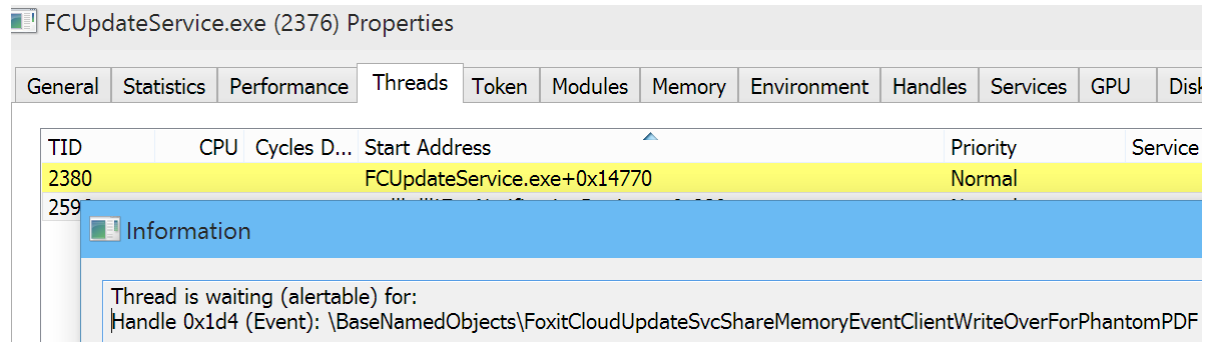 FCUpdateService.exe (2376) Properties
General Statistics Performance Threads Token Modules Memory Environment Handles Services GPU Disk
TID CPU Cycles D... Start Address Priority Service
2380 FCUpdateService.exe+0x14770 Normal
Information
Thread is waiting (alertable) for:
Handle 0x1d4 (Event): \BaseNamedObjects\FoxitCloudUpdateSvcShareMemoryEventClientWriteOverForPhantomPDF